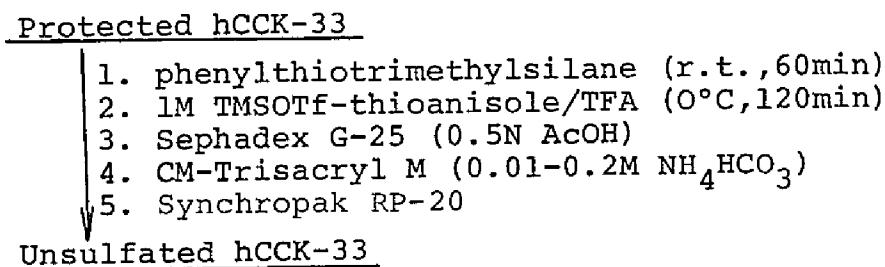 Protected hCCK-33
1. phenylthiotrimethylsilane (r.t.,60min)
2. 1M TMSOTf-thioanisole/TFA (0°C,120min)
3. Sephadex G-25 (0.5N AcOH)
4. CM-Trisacryl M (0.01-0.2M NH₄HCO₃)
5. Synchropak RP-20
Unsulfated hCCK-33